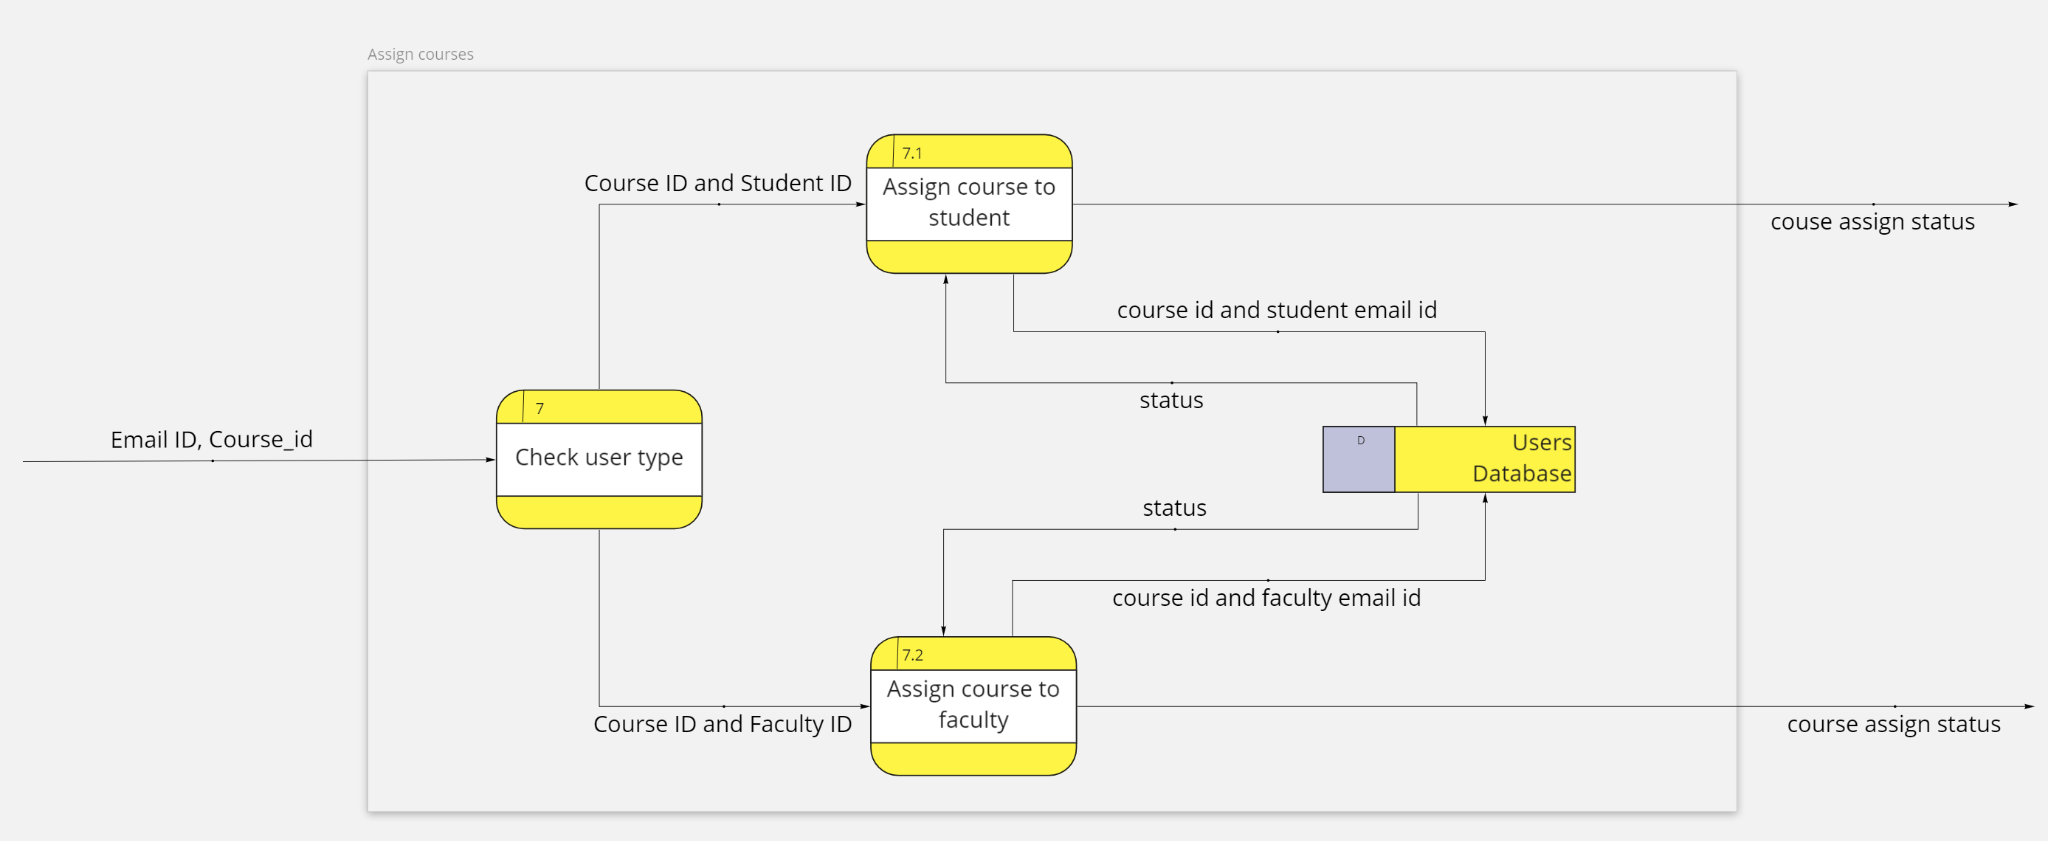 Assign courses
7.1
Course ID and Student ID
Assign course to
student
couse assign status
course id and student email id
status
7
Email ID, Course_id
Check user type
D
Users
Database
status
course id and faculty email id
7.2
Assign course to
faculty
Course ID and Faculty ID
course assign status